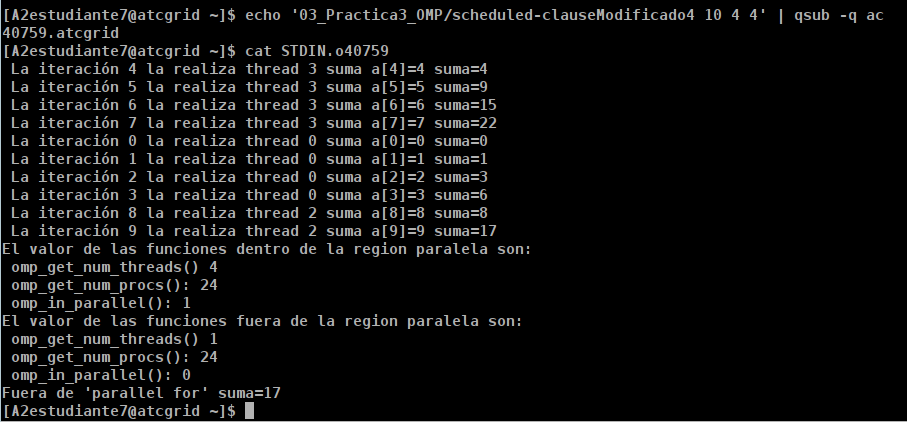 [A2estudiante7@atcgrid ~]$ echo '03_Practica3_OMP/scheduled-clauseModificado4 10 4 4' | qsub -q ac
40759.atcgrid
[A2estudiante7@atcgrid ~]$ cat STDIN.o40759
La iteración 4 la realiza thread 3 suma a[4]=4 suma=4
La iteración 5 la realiza thread 3 suma a[5]=5 suma=9
La iteración 6 la realiza thread 3 suma a[6]=6 suma=15
La iteración 7 la realiza thread 3 suma a[7]=7 suma=22
La iteración 0 la realiza thread 0 suma a[0]=0 suma=0
La iteración 1 la realiza thread 0 suma a[1]=1 suma=1
La iteración 2 la realiza thread 0 suma a[2]=2 suma=3
La iteración 3 la realiza thread 0 suma a[3]=3 suma=6
La iteración 8 la realiza thread 2 suma a[8]=8 suma=8
La iteración 9 la realiza thread 2 suma a[9]=9 suma=17
El valor de las funciones dentro de la region paralela son:
omp_get_num_threads() 4
omp_get_num_procs(): 24
omp_in_parallel(): 1
El valor de las funciones fuera de la region paralela son:
omp_get_num_threads() 1
omp_get_num_procs(): 24
omp_in_parallel(): 0
Fuera de 'parallel for' suma=17
[A2estudiante7@atcgrid ~]$